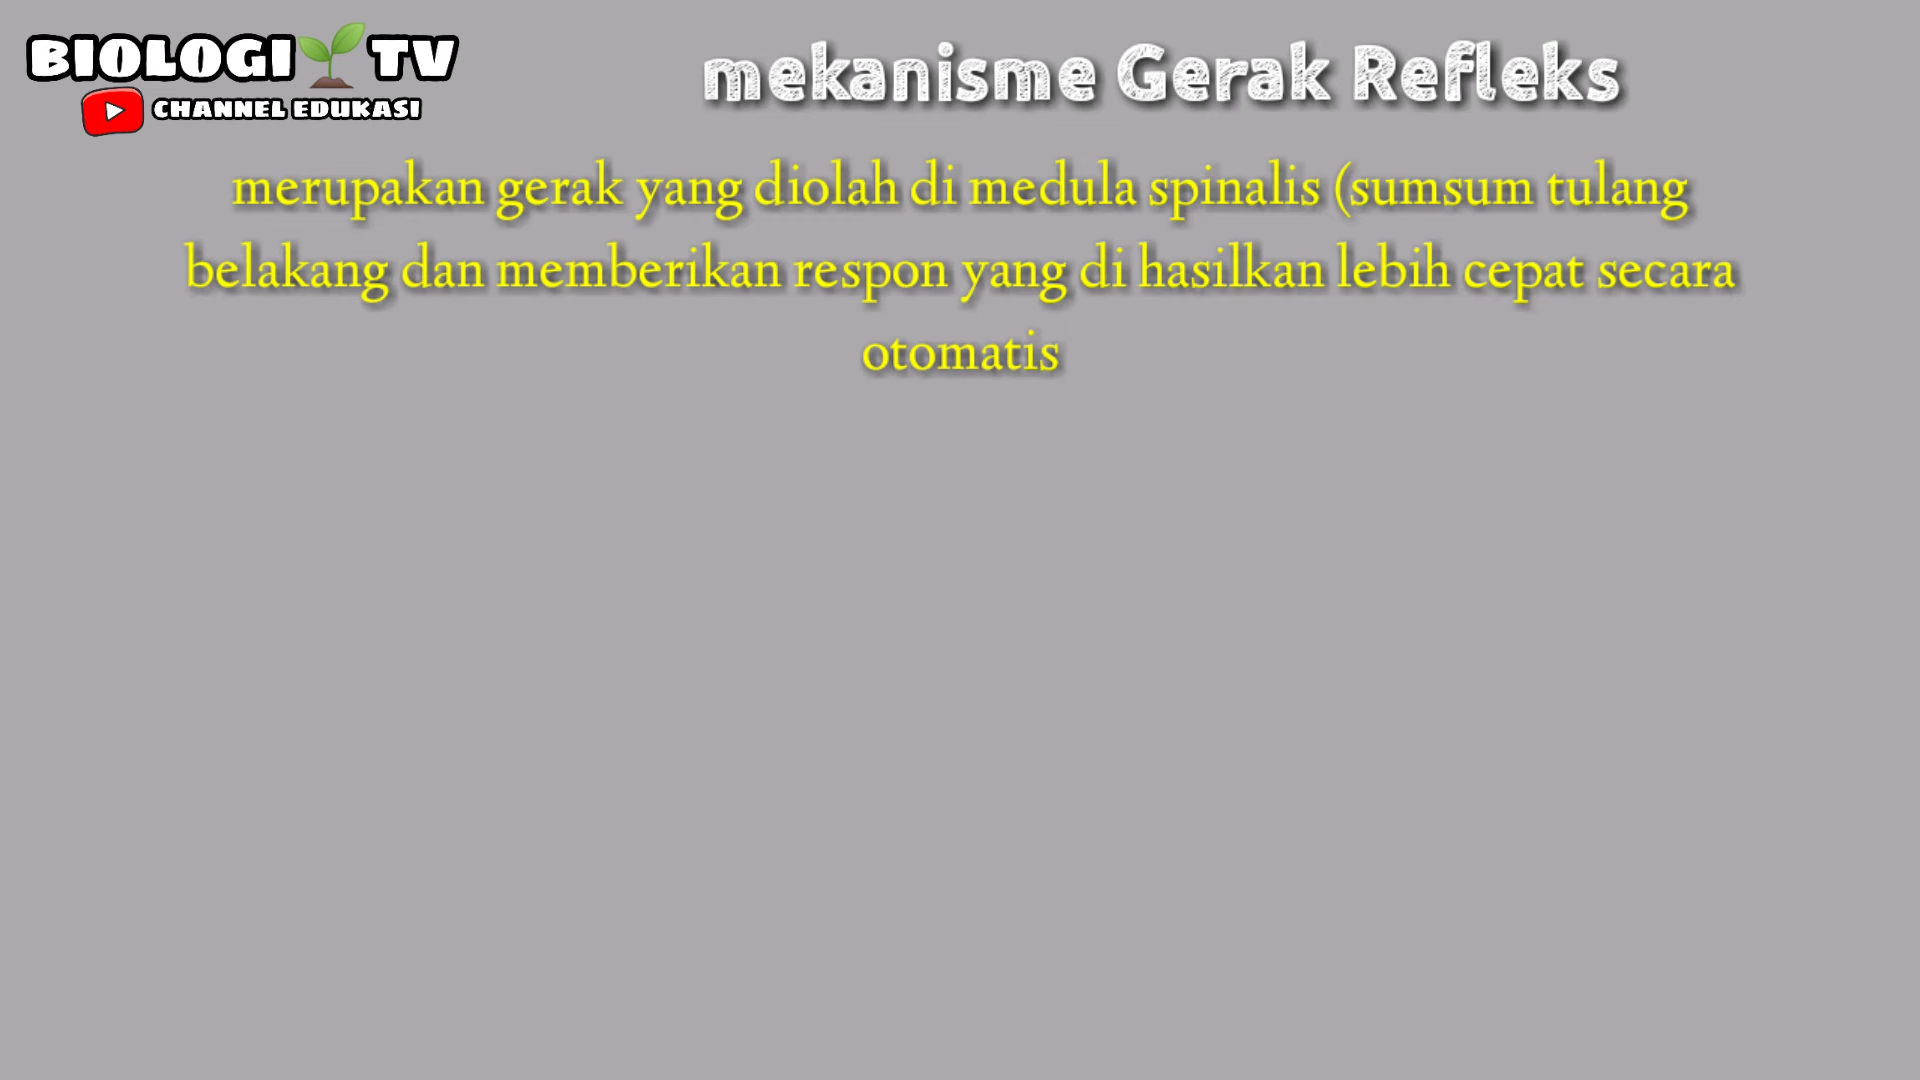 BIOLOGI TV
CHANNEL EDUKASI
mekanisme Gerak Refleks
merupakan gerak yang diolah di medula spinalis (sumsum tulang
belakang dan memberikan respon yang di hasilkan lebih cepat secara
otomatis